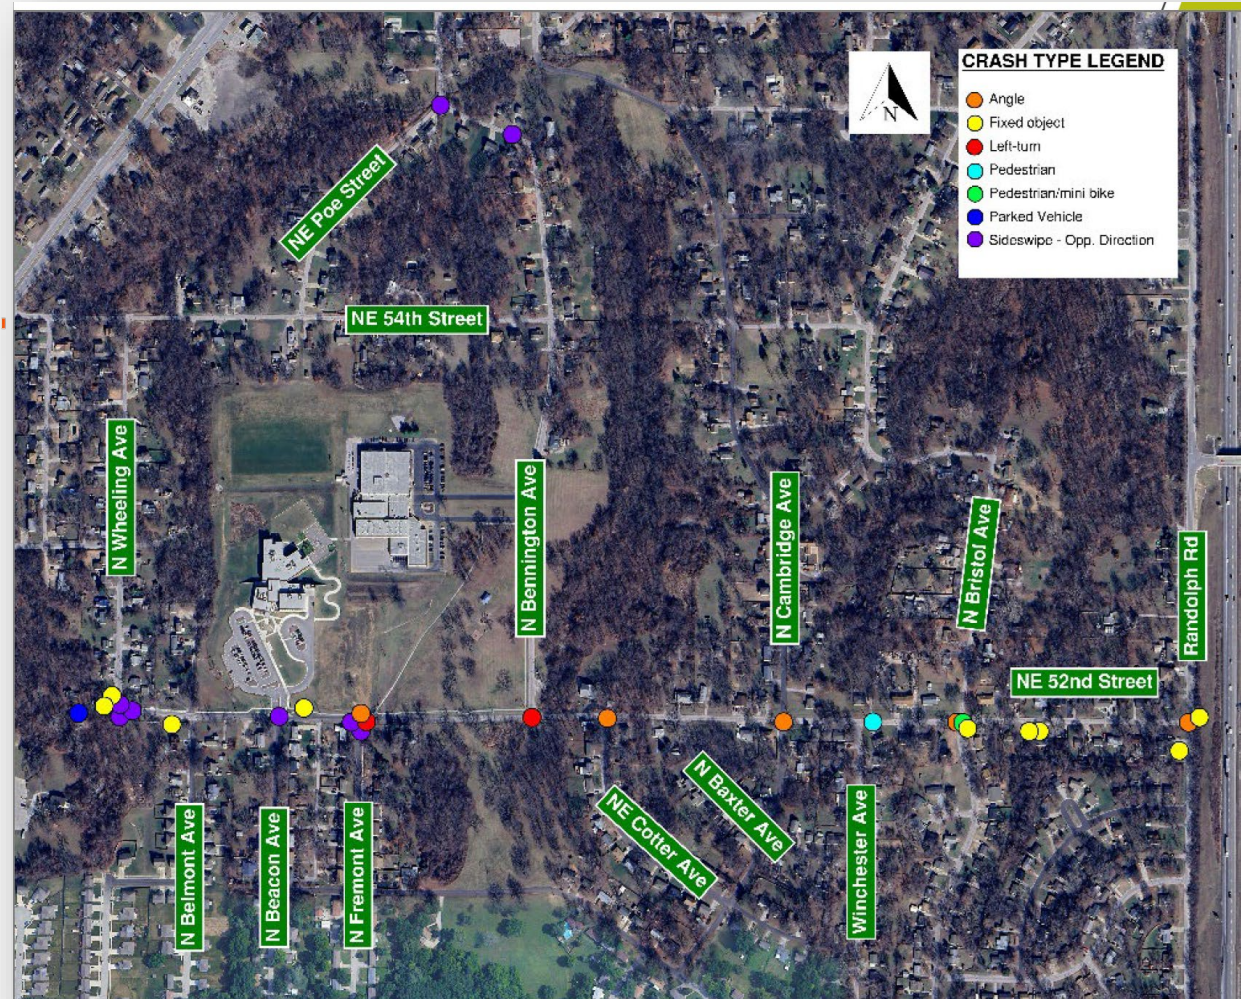 CRASH TYPE LEGEND
Angle
Fixed object
Left-turn
Pedestrian
Pedestrian/mini bike
Parked Vehicle
Sideswipe - Opp. Direction
N
NE Poe Street
NE 54th Street
N Wheeling Ave
N Bennington Ave
N Cambridge Ave
N Bristol Ave
Randolph Rd
NE 52nd Street
N Belmont Ave
N Beacon Ave
N Fremont Ave
NE Cotter Ave
N Baxter Ave
Winchester Ave